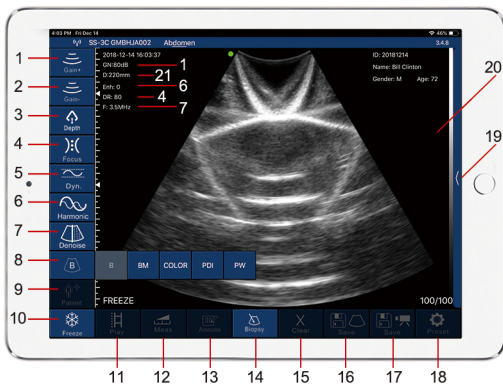 4:03 PM Fri Dec 14
46%
SS-3C GMBHJA002 Abdomen
3.4.8
2018-12-14 16:03:37
GN:80dB
D:220mm
Enh: 0
DR: 80
F: 3.5MHz
1
21
6
4
7
ID: 20181214
Name: Bill Clinton
Gender: M Age: 72
20
19
1 Gain+
2 Gain-
3 Depth
4 Focus
5 Dyn.
6 Harmonic
7 Denoise
8 B
9 Patient
10 Freeze
B BM COLOR PDI PW
FREEZE
100/100
Play Meas Annote Biopsy Clear Save Save Preset
11 12 13 14 15 16 17 18